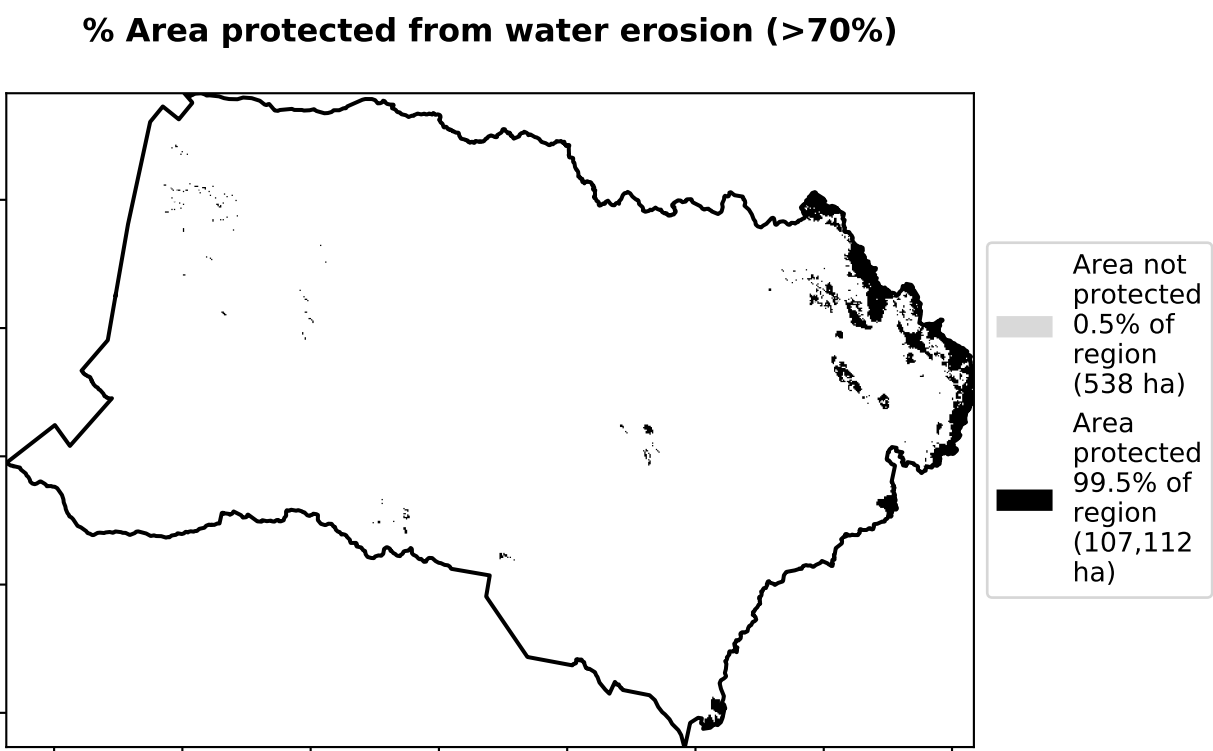 % Area protected from water erosion (>70%)
Area not
protected
0.5% of
region
(538 ha)
Area
protected
99.5% of
region
(107,112
ha)